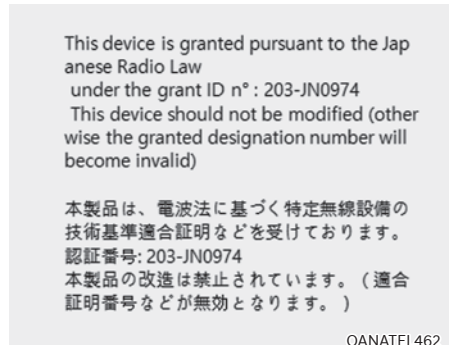 This device is granted pursuant to the Jap
anese Radio Law
under the grant ID n° : 203-JN0974
This device should not be modified (other
wise the granted designation number will
become invalid)
本製品は、電波法に基づく特定無線設備の
技術基準適合証明などを受けております。
認証番号: 203-JN0974
本製品の改造は禁止されています。(適合
証明番号などが無効となります。)
OANATEL462